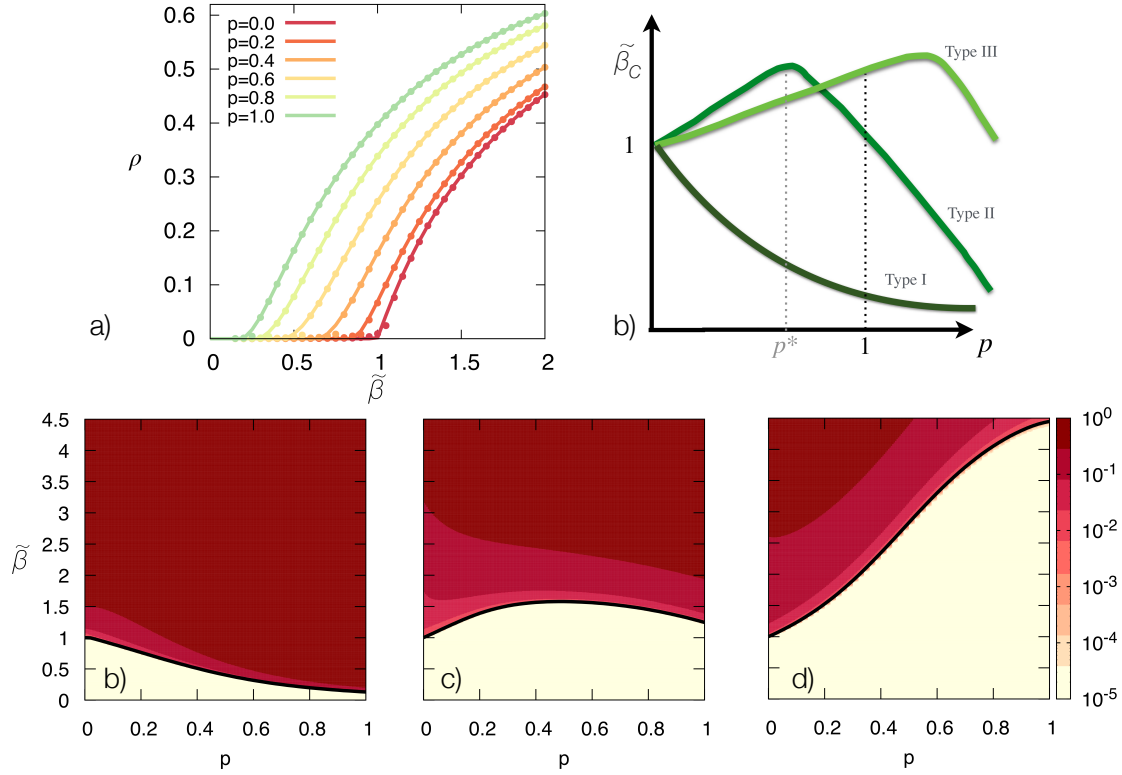 0.6
0.5
0.4
0.3
0.2
0.1
0
ρ
p=0.0
p=0.2
p=0.4
p=0.6
p=0.8
p=1.0
a)
0 0.5 1 1.5 2
β̃
β̃c
1
Type III
Type II
Type I
b)
p* 1 p
4.5
4
3.5
3
2.5
2
1.5
1
0.5
0
β̃
b)
0 0.2 0.4 0.6 0.8 1
p
c)
0 0.2 0.4 0.6 0.8 1
p
d)
0 0.2 0.4 0.6 0.8 1
p
10⁰
10⁻¹
10⁻²
10⁻³
10⁻⁴
10⁻⁵